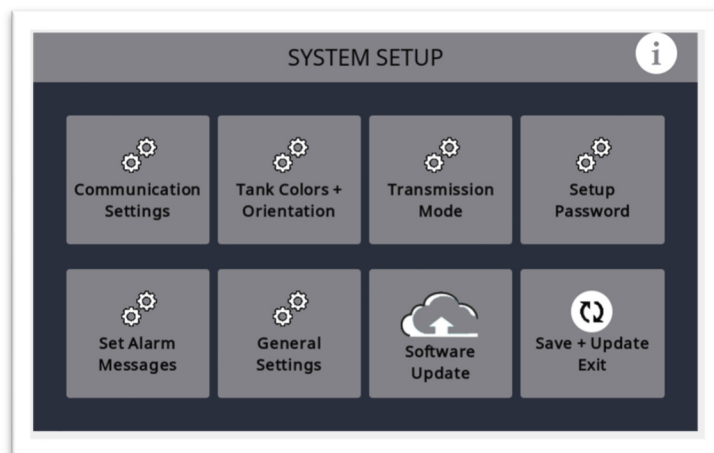 SYSTEM SETUP
i
Communication
Settings
Tank Colors +
Orientation
Transmission
Mode
Setup
Password
Set Alarm
Messages
General
Settings
Software
Update
Save + Update
Exit